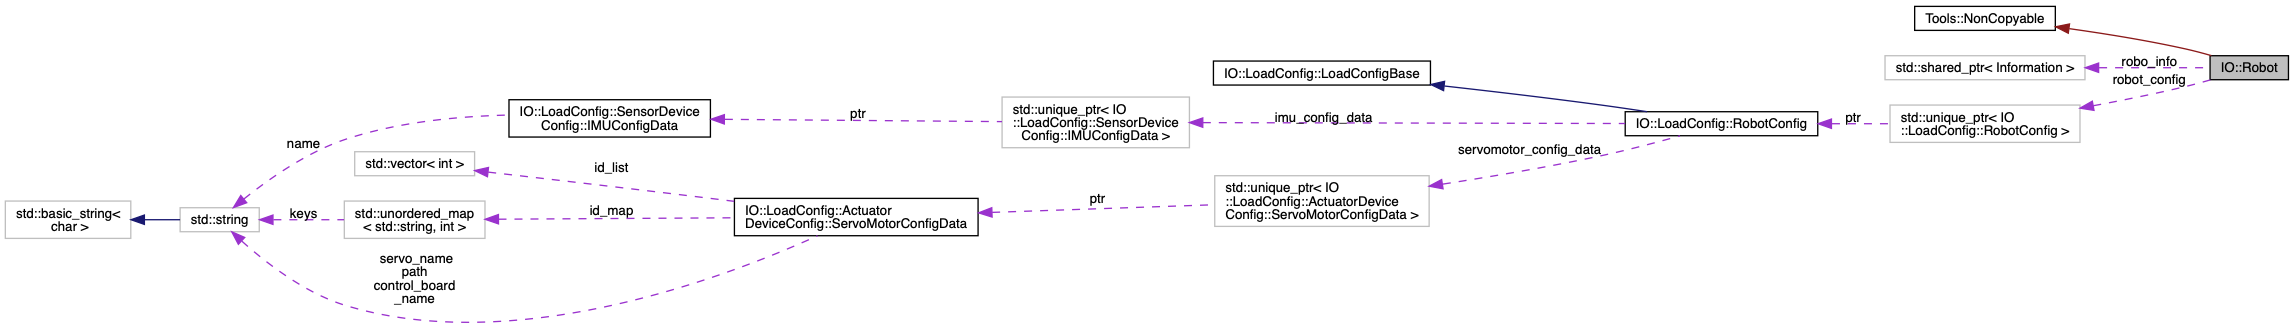 Tools::NonCopyable
std::shared_ptr< Information >
robo_info
IO::Robot
robot_config
IO::LoadConfig::LoadConfigBase
std::unique_ptr< IO
::LoadConfig::RobotConfig >
ptr
IO::LoadConfig::RobotConfig
imu_config_data
std::unique_ptr< IO
::LoadConfig::SensorDevice
Config::IMUConfigData >
ptr
IO::LoadConfig::SensorDevice
Config::IMUConfigData
name
servomotor_config_data
std::unique_ptr< IO
::LoadConfig::ActuatorDevice
Config::ServoMotorConfigData >
ptr
IO::LoadConfig::Actuator
DeviceConfig::ServoMotorConfigData
id_list
std::vector< int >
id_map
std::unordered_map
< std::string, int >
keys
std::string
std::basic_string<
char >
servo_name
path
control_board
_name